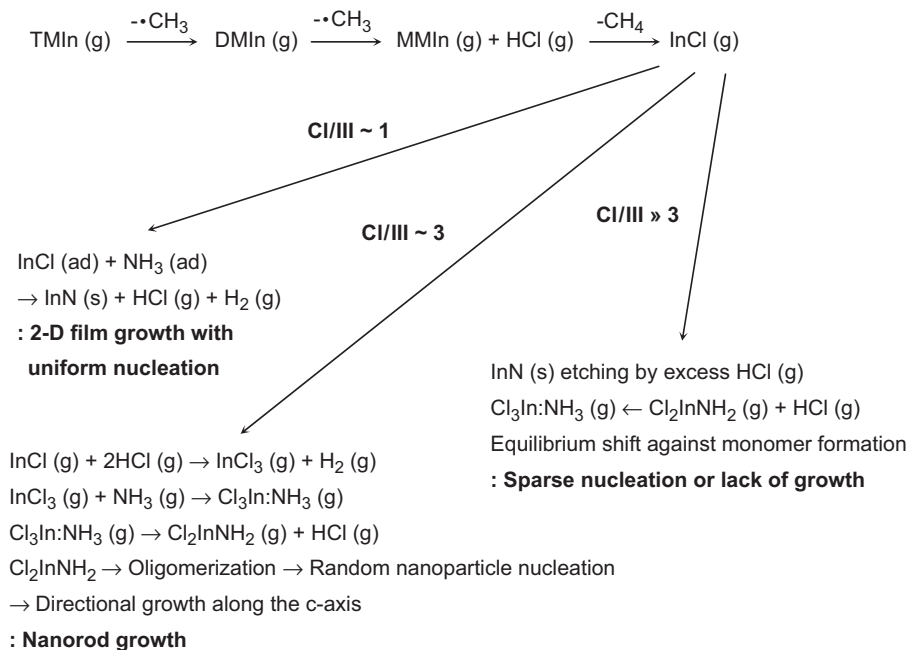 -•CH₃ -•CH₃ -CH₄
TMIn (g) → DMIn (g) → MMIn (g) + HCl (g) → InCl (g)
Cl/III ~ 1
Cl/III ~ 3
Cl/III » 3
InCl (ad) + NH₃ (ad)
→ InN (s) + HCl (g) + H₂ (g)
: 2-D film growth with
uniform nucleation
InN (s) etching by excess HCl (g)
Cl₃In:NH₃ (g) ← Cl₂InNH₂ (g) + HCl (g)
Equilibrium shift against monomer formation
: Sparse nucleation or lack of growth
InCl (g) + 2HCl (g) → InCl₃ (g) + H₂ (g)
InCl₃ (g) + NH₃ (g) → Cl₃In:NH₃ (g)
Cl₃In:NH₃ (g) → Cl₂InNH₂ (g) + HCl (g)
Cl₂InNH₂ → Oligomerization → Random nanoparticle nucleation
→ Directional growth along the c-axis
: Nanorod growth